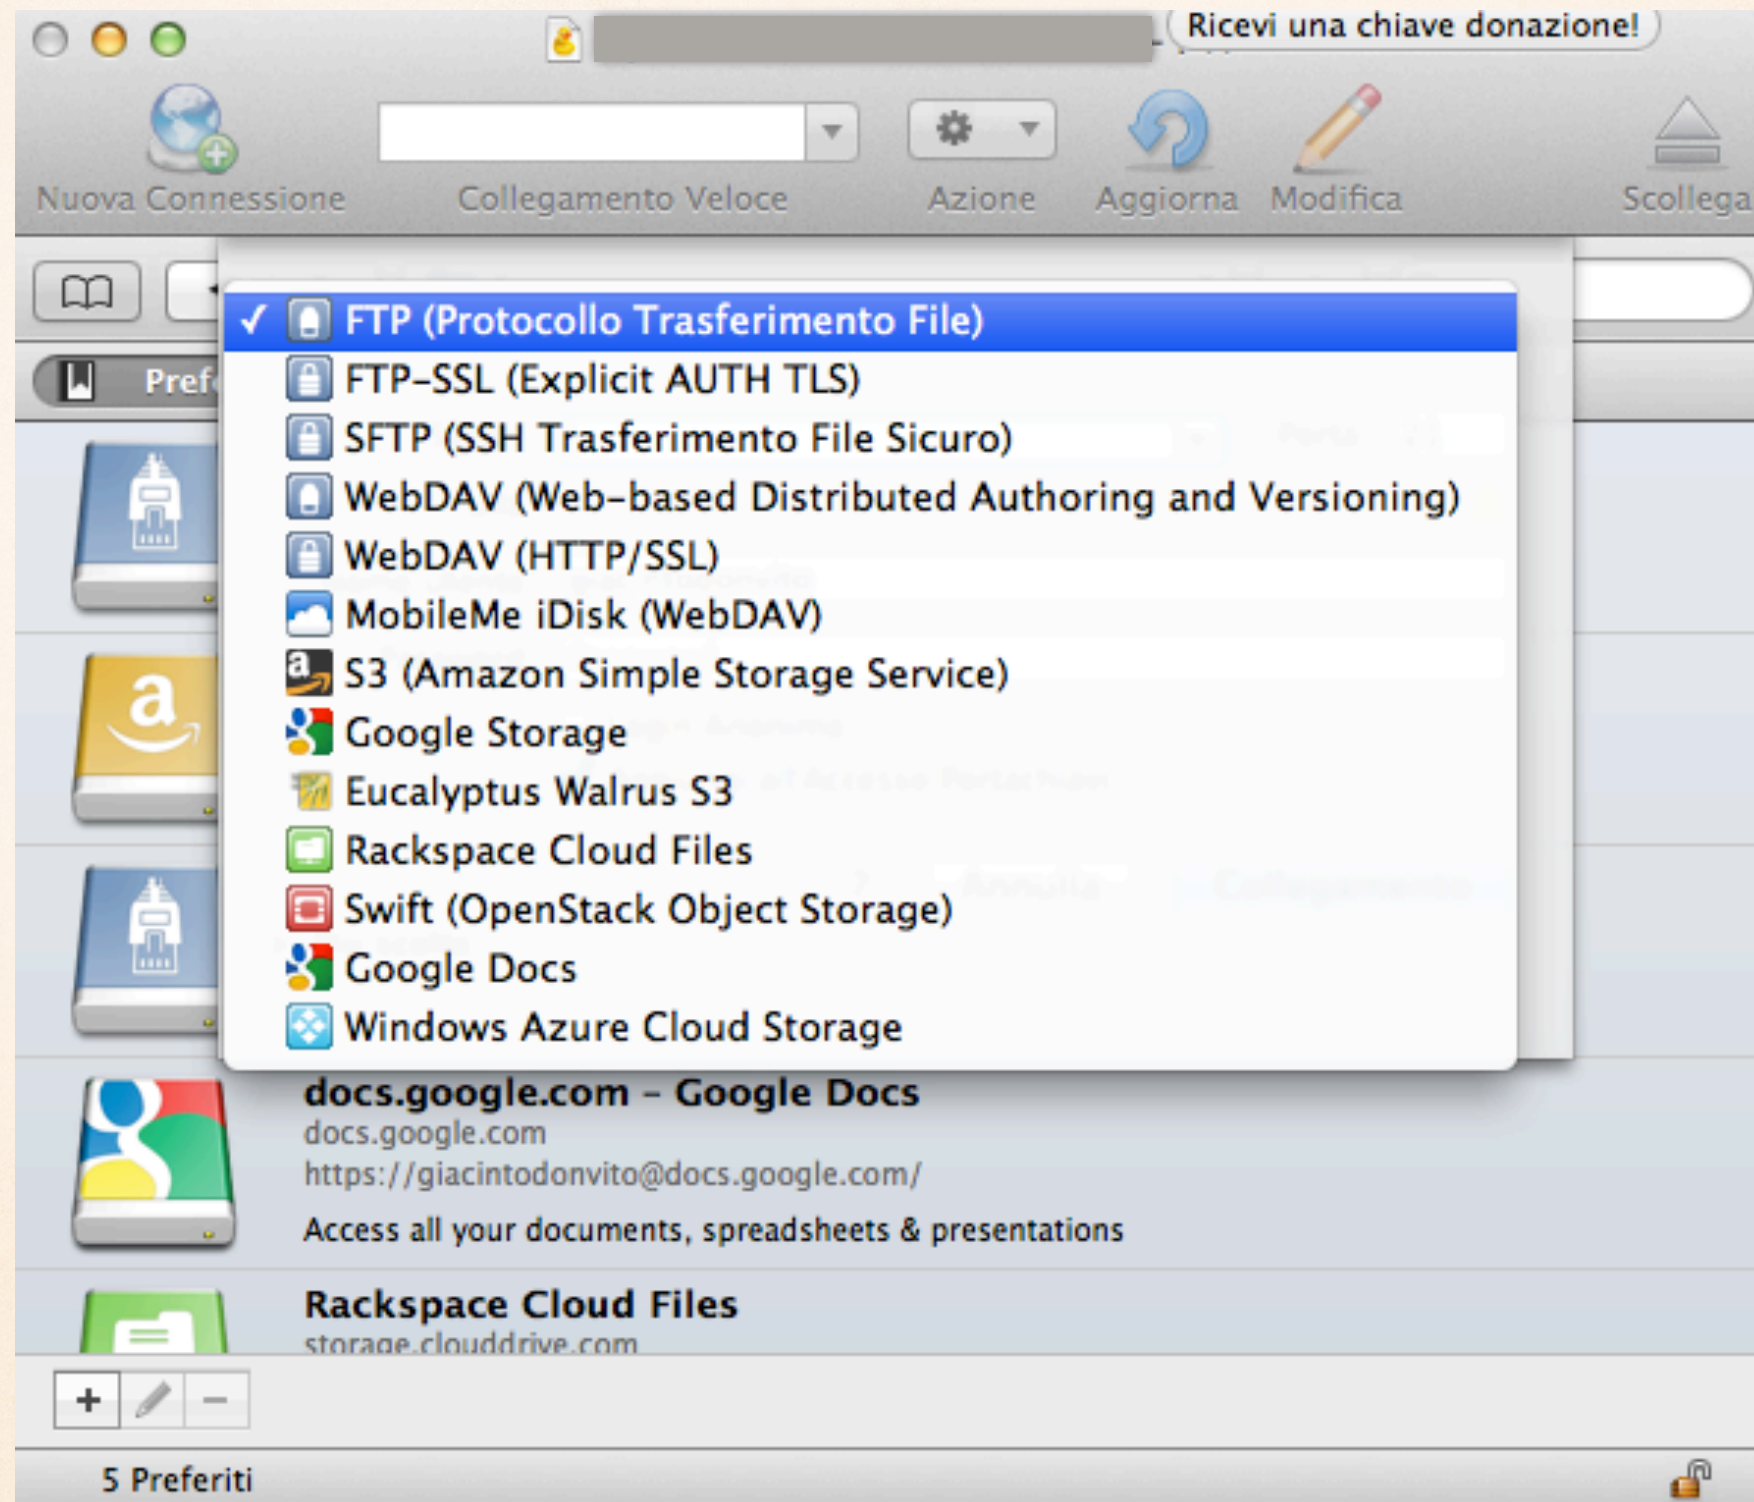 Ricevi una chiave donazione!
Nuova Connessione
Collegamento Veloce
Azione
Aggiorna
Modifica
Scollega
Pref
✓ FTP (Protocollo Trasferimento File)
FTP-SSL (Explicit AUTH TLS)
SFTP (SSH Trasferimento File Sicuro)
WebDAV (Web-based Distributed Authoring and Versioning)
WebDAV (HTTP/SSL)
MobileMe iDisk (WebDAV)
S3 (Amazon Simple Storage Service)
Google Storage
Eucalyptus Walrus S3
Rackspace Cloud Files
Swift (OpenStack Object Storage)
Google Docs
Windows Azure Cloud Storage
docs.google.com – Google Docs
docs.google.com
https://giacintodonvito@docs.google.com/
Access all your documents, spreadsheets & presentations
Rackspace Cloud Files
storage.clouddrive.com
5 Preferiti